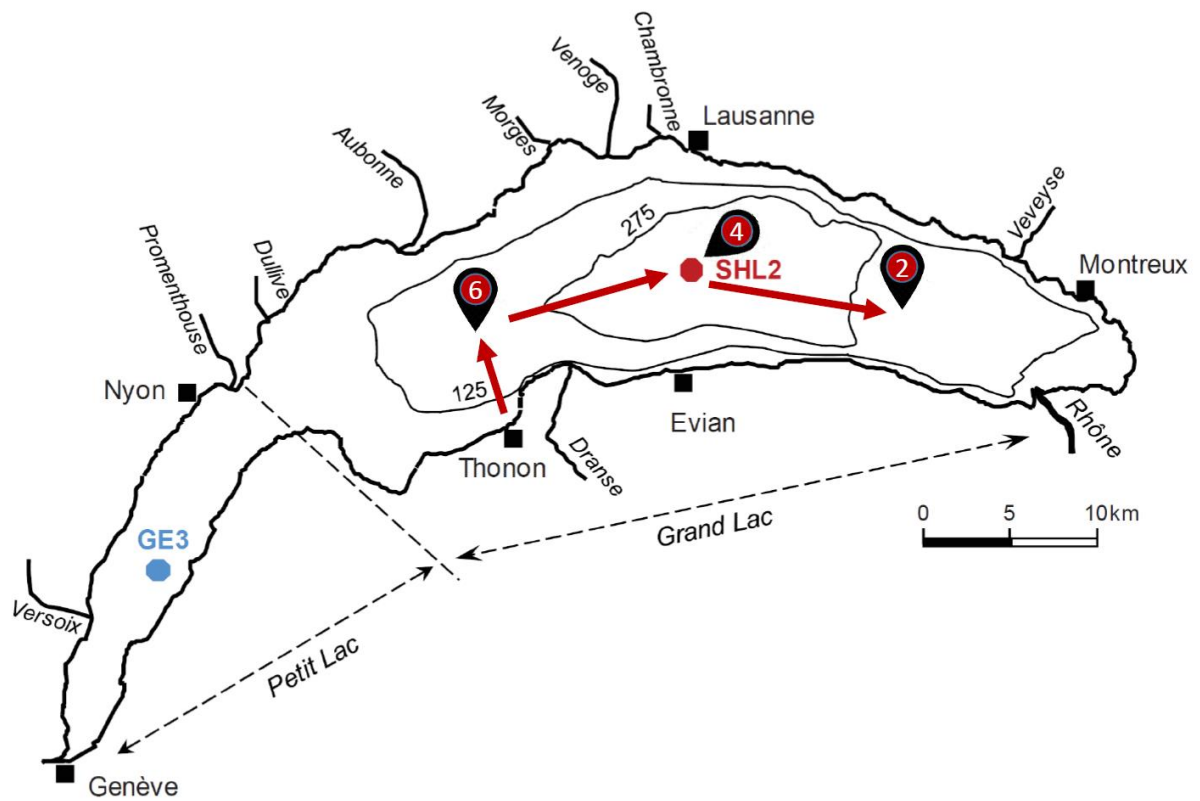 Chambronne
Venoge
Lausanne
Morges
Aubonne
Veveyse
275
4
Promenthouse
Dullive
SHL2
2
Montreux
6
Nyon
125
Evian
Rhône
Thonon
Dranse
0 5 10km
Grand Lac
GE3
Versoix
Petit Lac
Genève